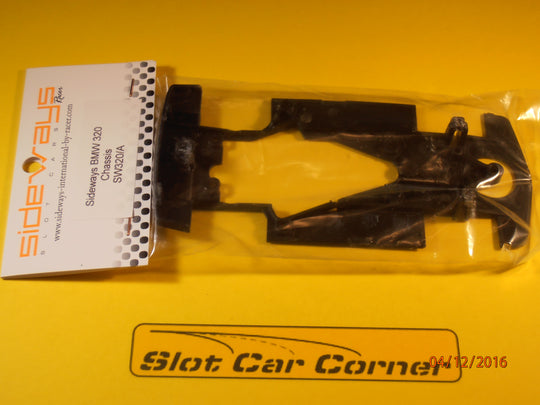 sideways
Racer
SLOT CARS
www.sideways-international-by-racer.com
Sideways BMW 320
Chassis
SW320/A
Slot Car Corner
04/12/2016